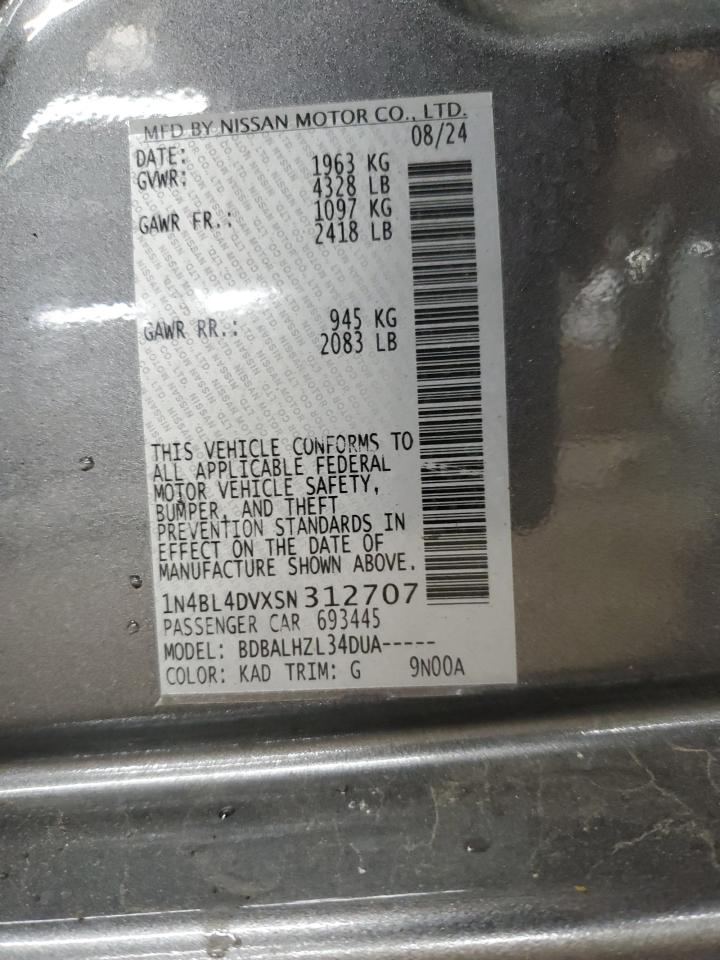 MFD BY NISSAN MOTOR CO., LTD.
DATE: 08/24
GVWR: 1963 KG
4328 LB
GAWR FR.: 1097 KG
2418 LB
GAWR RR.: 945 KG
2083 LB
THIS VEHICLE CONFORMS TO
ALL APPLICABLE FEDERAL
MOTOR VEHICLE SAFETY,
BUMPER, AND THEFT
PREVENTION STANDARDS IN
EFFECT ON THE DATE OF
MANUFACTURE SHOWN ABOVE.
1N4BL4DVXSN312707
PASSENGER CAR 693445
MODEL: BDBALHZL34DUA-----
COLOR: KAD TRIM: G 9N00A